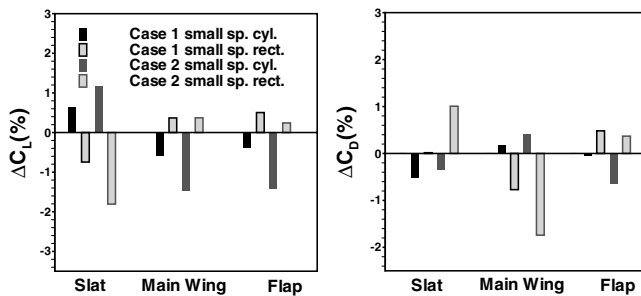 3
2
1
0
-1
-2
-3
ΔC_L(%)
Case 1 small sp. cyl.
Case 1 small sp. rect.
Case 2 small sp. cyl.
Case 2 small sp. rect.
Slat Main Wing Flap
3
2
1
0
-1
-2
ΔC_D(%)
Slat Main Wing Flap